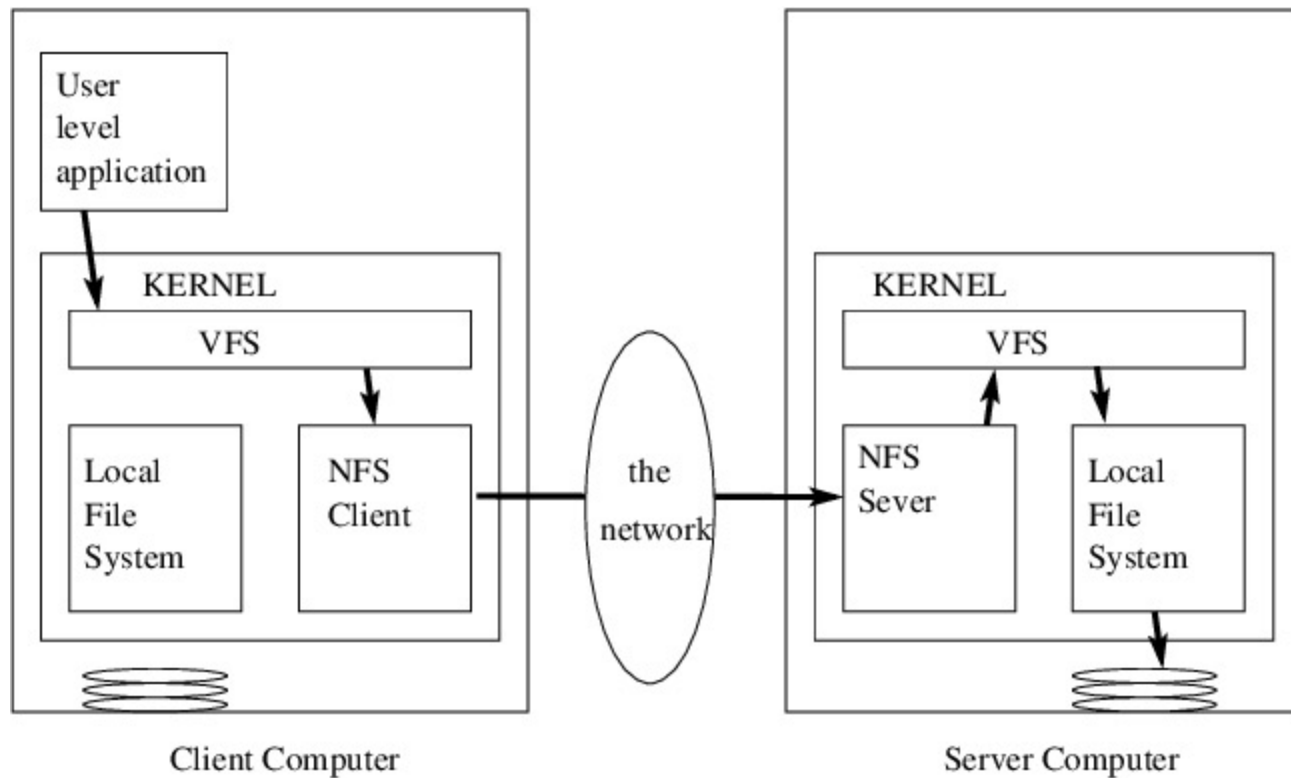 User
level
application
KERNEL
VFS
Local
File
System
NFS
Client
the
network
KERNEL
VFS
NFS
Sever
Local
File
System
Client Computer
Server Computer